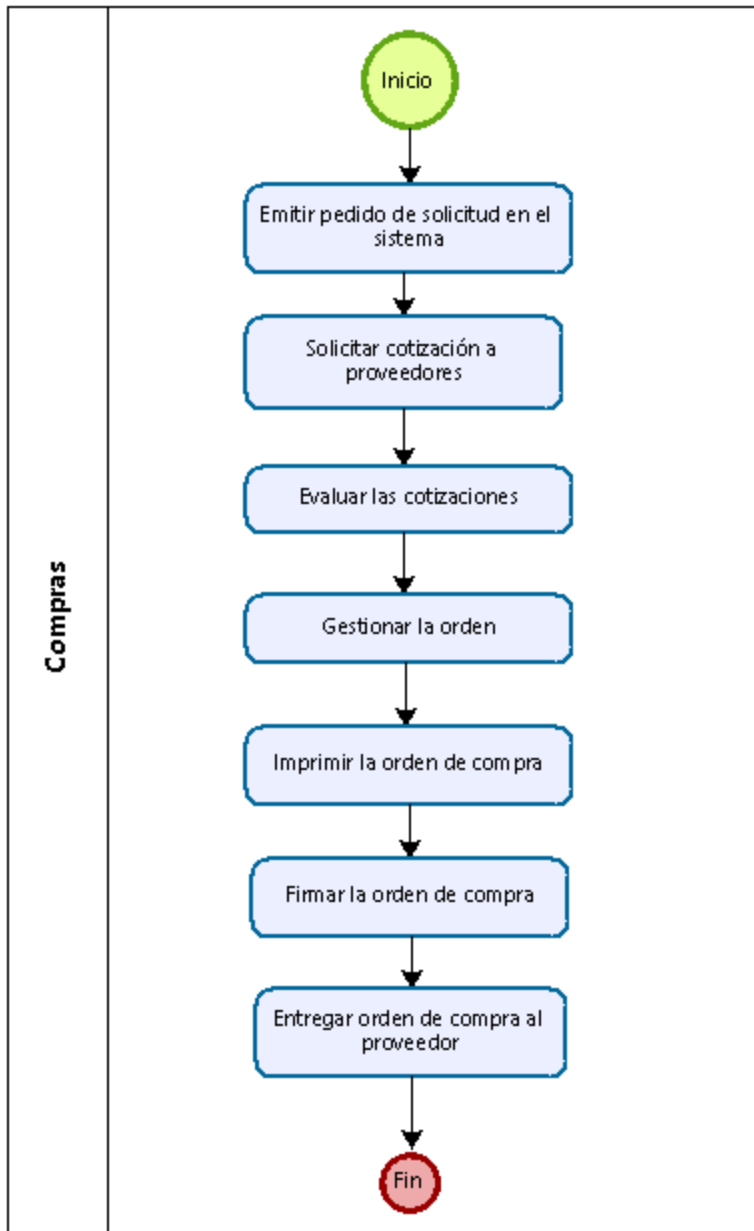 Inicio
Emitir pedido de solicitud en el
sistema
Solicitar cotización a
proveedores
Evaluar las cotizaciones
Gestionar la orden
Compras
Imprimir la orden de compra
Firmar la orden de compra
Entregar orden de compra al
proveedor
Fin